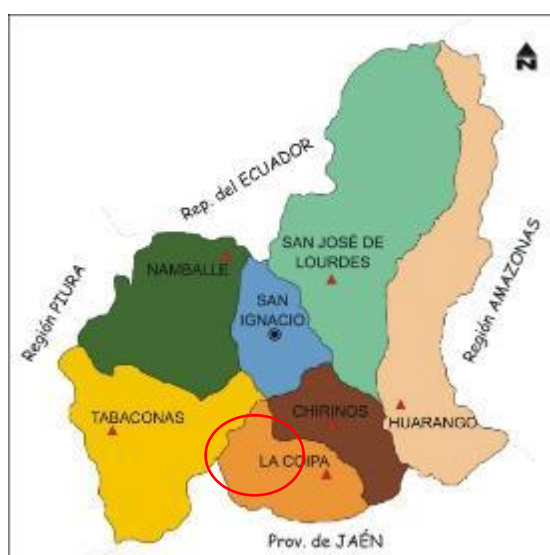 N
Rep. del ECUADOR
SAN JOSÉ DE
LOURDES
NAMBALLE
SAN
IGNACIO
Región PIURA
Región AMAZONAS
TABACONAS
CHIRINOS
HUARANGO
LA COIPA
Prov. de JAÉN